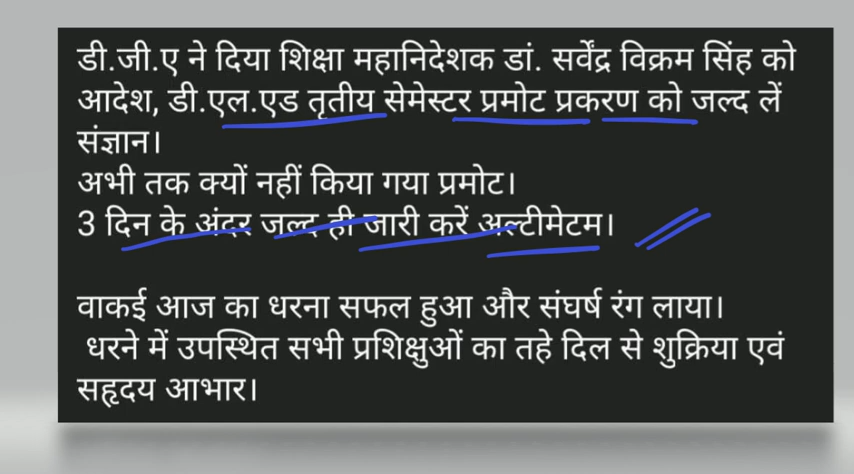 डी.जी.ए ने दिया शिक्षा महानिदेशक डां. सर्वेंद्र विक्रम सिंह को
आदेश, डी.एल.एड तृतीय सेमेस्टर प्रमोट प्रकरण को जल्द लें
संज्ञान।
अभी तक क्यों नहीं किया गया प्रमोट।
3 दिन के अंदर जल्द ही जारी करें अल्टीमेटम।
वाकई आज का धरना सफल हुआ और संघर्ष रंग लाया।
धरने में उपस्थित सभी प्रशिक्षुओं का तहे दिल से शुक्रिया एवं
सहृदय आभार।